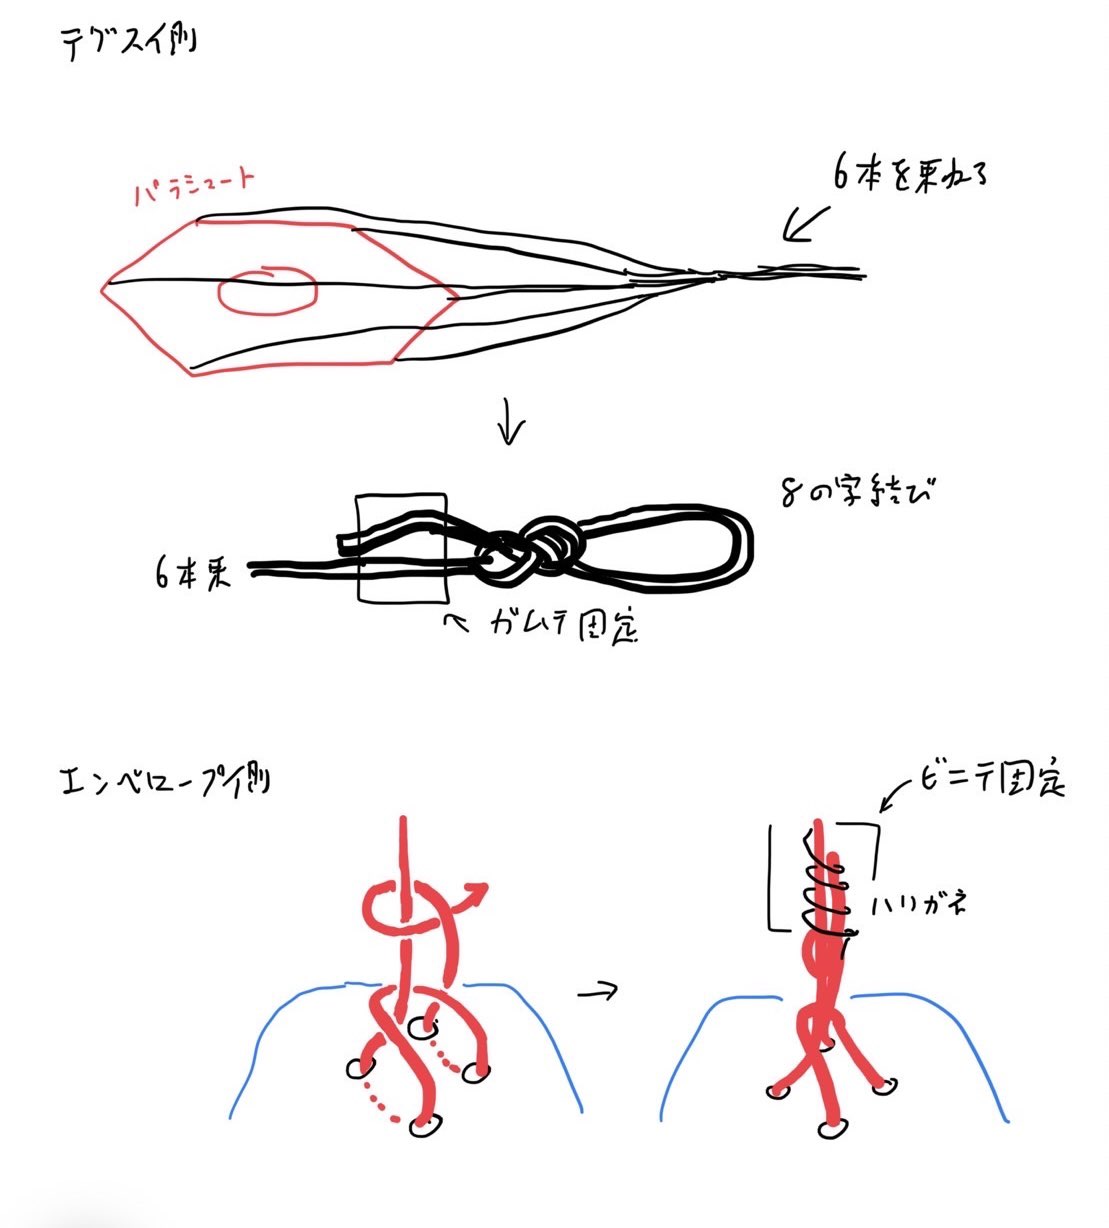 テグス側
パラシュート
6本を束ねる
8の字結び
6本束
ガムテ固定
エンベロープ側
ビニテ固定
ハリガネ